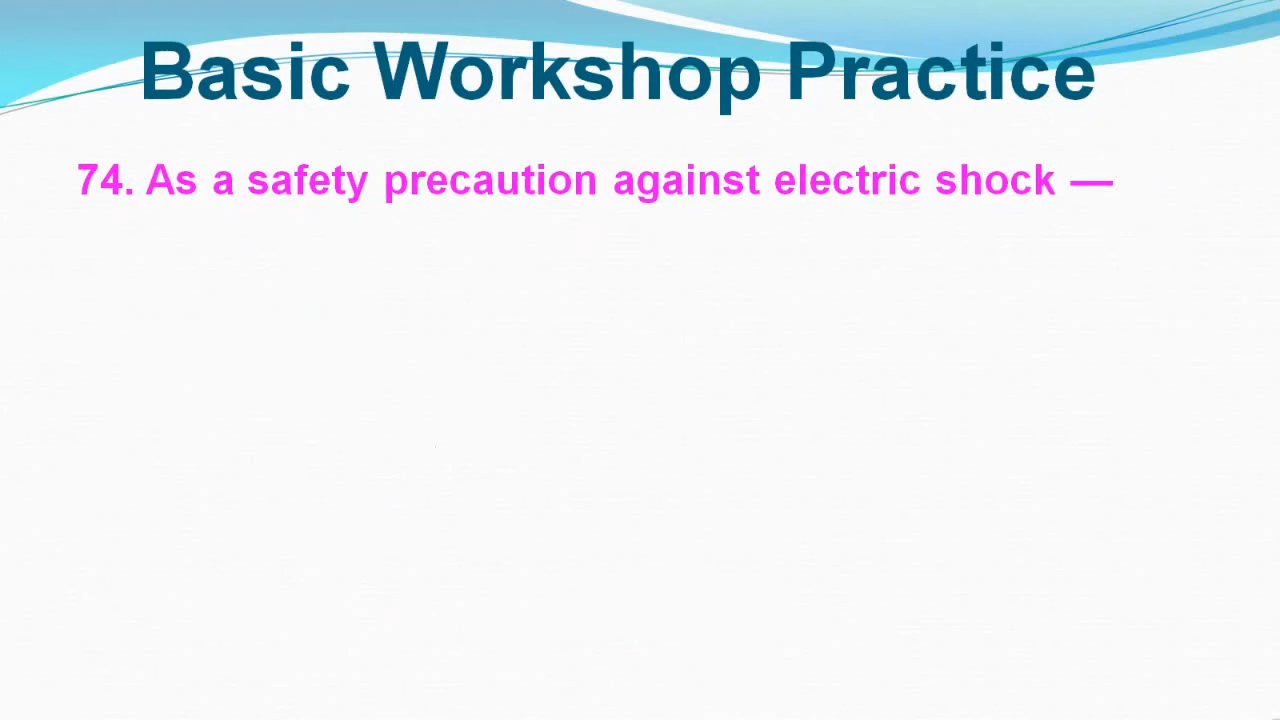 Basic Workshop Practice
74. As a safety precaution against electric shock —